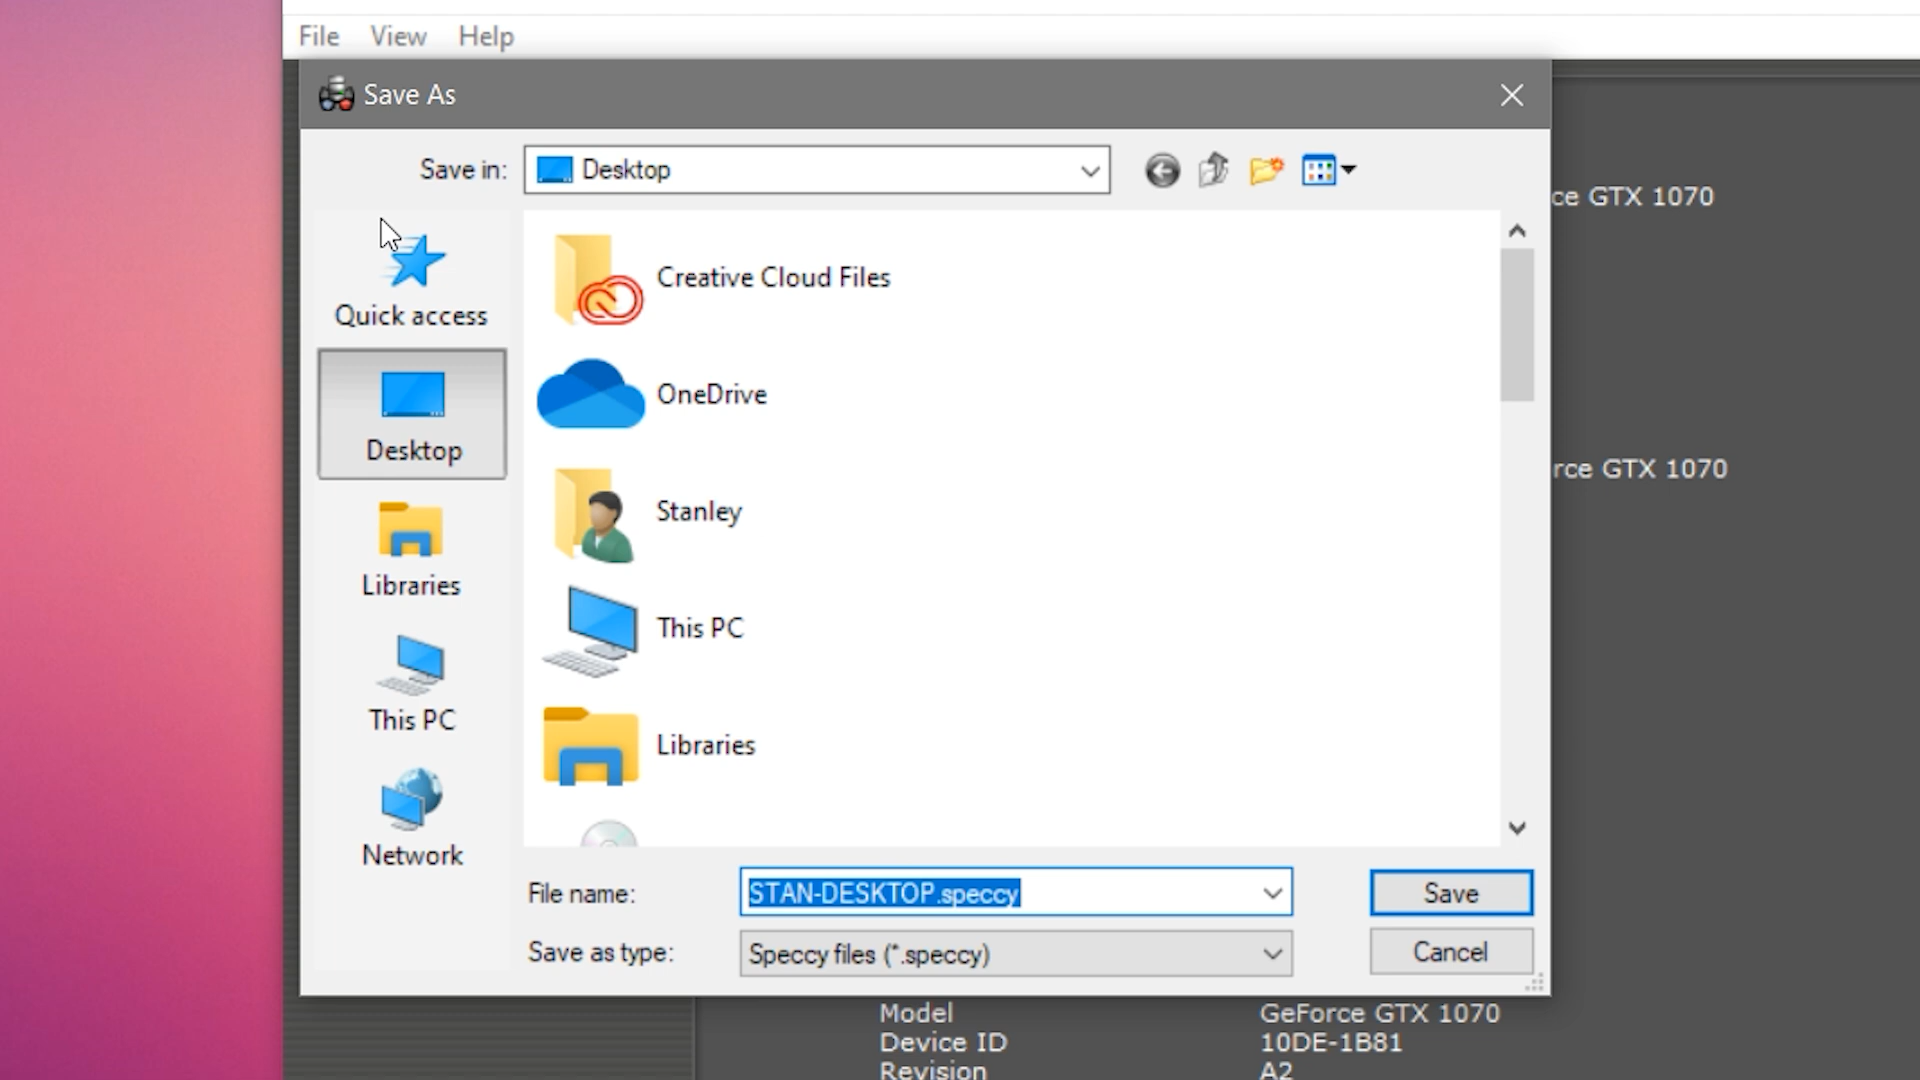 File View Help
Save As
Save in: Desktop
ce GTX 1070
Quick access
Creative Cloud Files
OneDrive
Desktop
rce GTX 1070
Stanley
Libraries
This PC
This PC
Libraries
Network
File name: STAN-DESKTOP.speccy Save
Save as type: Speccy files (*.speccy) Cancel
Model GeForce GTX 1070
Device ID 10DE-1B81
Revision A2